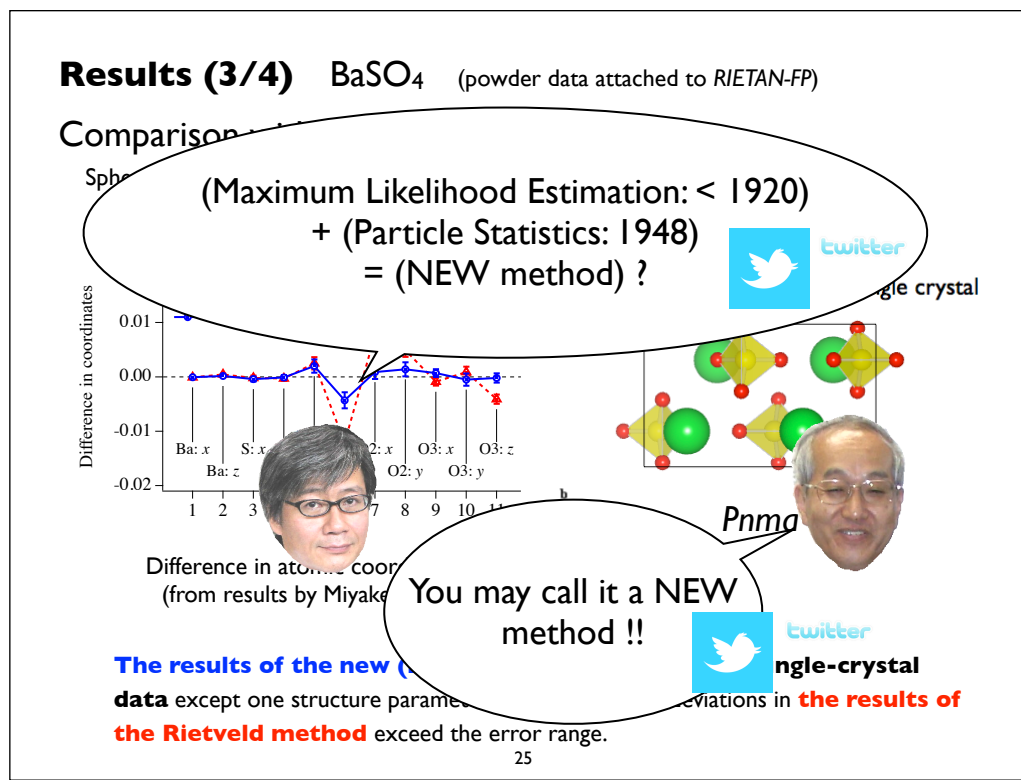 Results (3/4) BaSO4 (powder data attached to RIETAN-FP)
Comparison
(Maximum Likelihood Estimation: < 1920)
+ (Particle Statistics: 1948)
= (NEW method) ?
twitter
gle crystal
Difference in coordinates
0.01
0.00
-0.01
-0.02
Ba: x
S: x
2: x
O3: x
O3: z
Ba: z
O2: y
O3: y
1 2 3 7 8 9 10 11
b
Pnma
Difference in atomic coor
(from results by Miyake
You may call it a NEW
method !!
twitter
The results of the new (
ngle-crystal
data except one structure paramet
eviations in the results of
the Rietveld method exceed the error range.
25